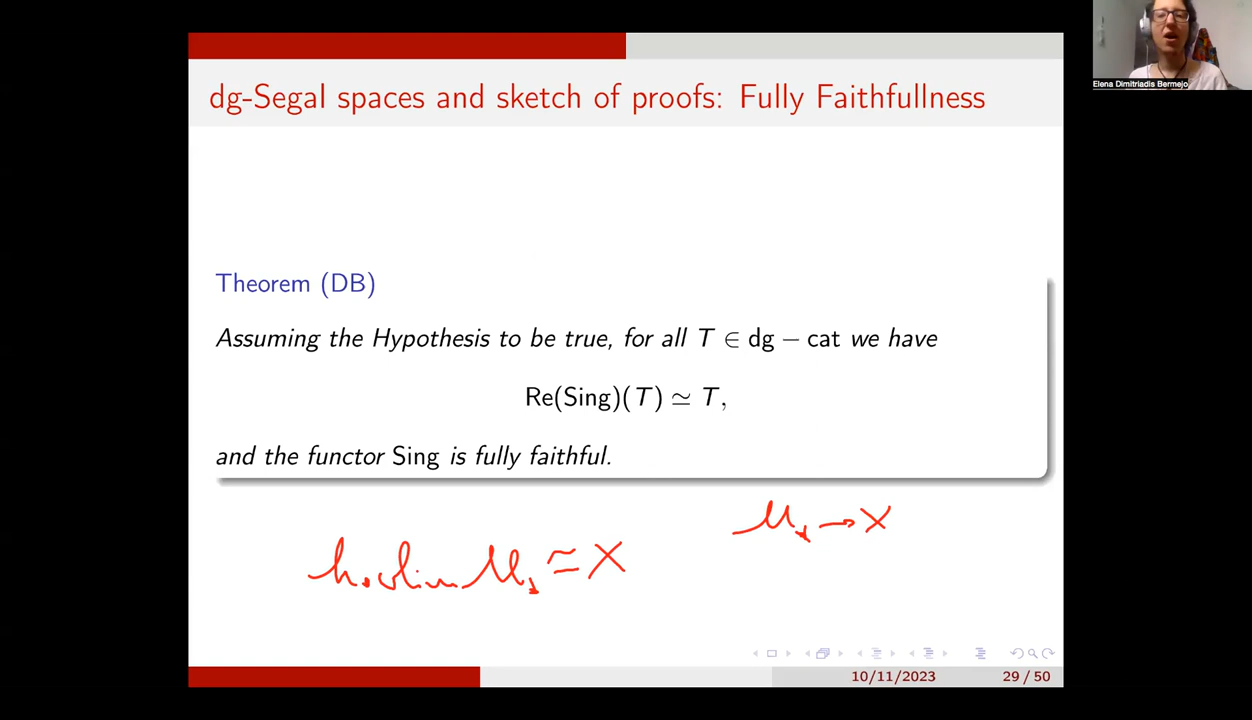 Elena Dimitriadis Bermejo
dg-Segal spaces and sketch of proofs: Fully Faithfullness
Theorem (DB)
Assuming the Hypothesis to be true, for all T ∈ dg − cat we have
Re(Sing)(T) ≃ T,
and the functor Sing is fully faithful.
U* → X
hocolim U* ≃ X
10/11/2023
29 / 50